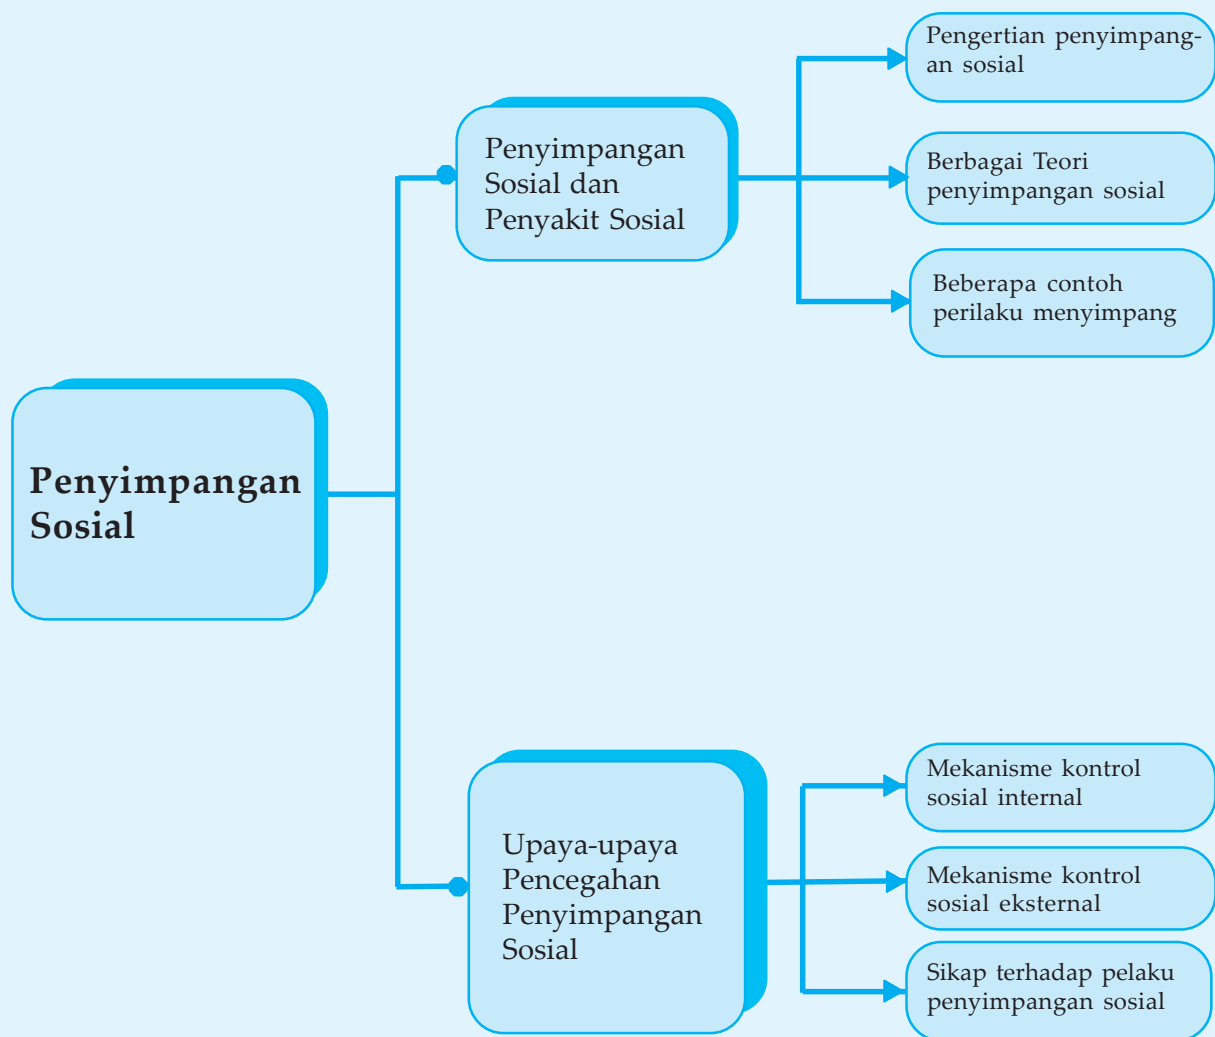 Penyimpangan
Sosial
Penyimpangan
Sosial dan
Penyakit Sosial
Pengertian penyimpang-
an sosial
Berbagai Teori
penyimpangan sosial
Beberapa contoh
perilaku menyimpang
Upaya-upaya
Pencegahan
Penyimpangan
Sosial
Mekanisme kontrol
sosial internal
Mekanisme kontrol
sosial eksternal
Sikap terhadap pelaku
penyimpangan sosial